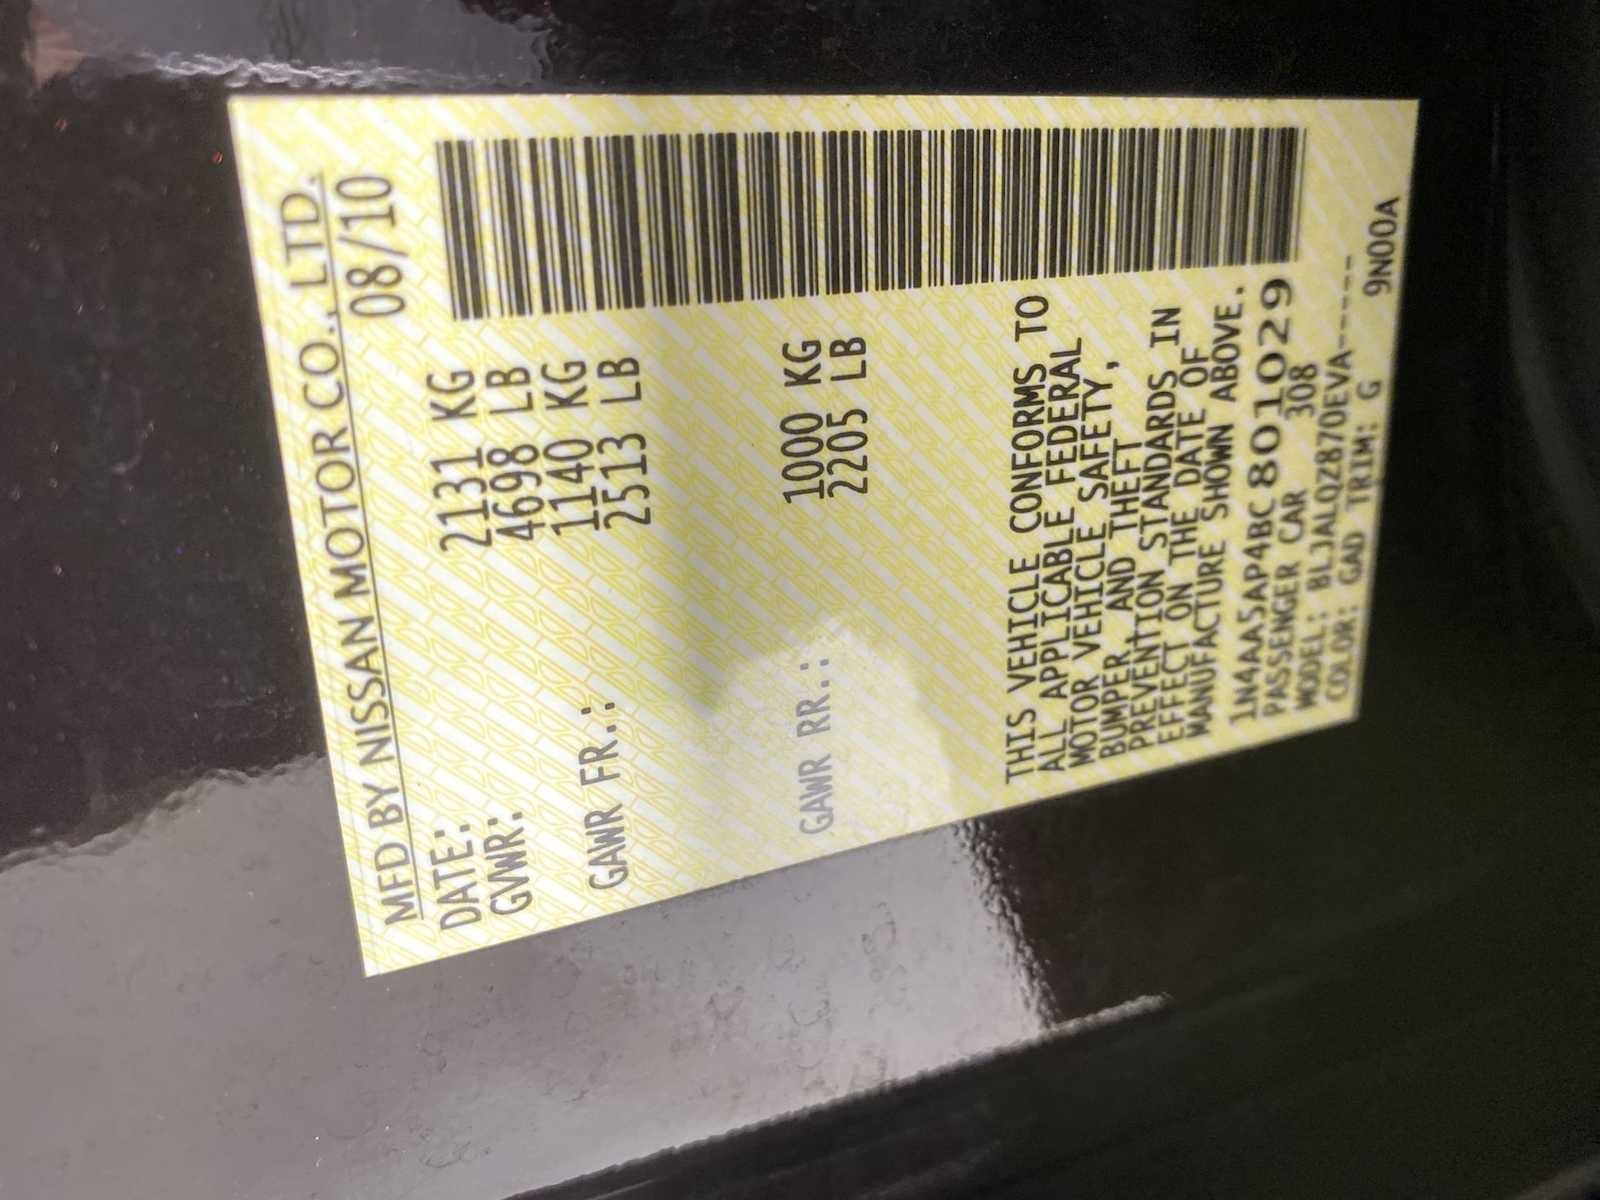 MFD BY NISSAN MOTOR CO., LTD.
DATE: 08/10
GVWR: 2131 KG
4698 LB
GAWR FR.: 1140 KG
2513 LB
GAWR RR.: 1000 KG
2205 LB
THIS VEHICLE CONFORMS TO
ALL APPLICABLE FEDERAL
MOTOR VEHICLE SAFETY,
BUMPER, AND THEFT
PREVENTION STANDARDS IN
EFFECT ON THE DATE OF
MANUFACTURE SHOWN ABOVE.
1N4AA5AP4BC801029
PASSENGER CAR 308
MODEL: BLJALQZ870EVA------
COLOR: GAD TRIM: G 9N00A